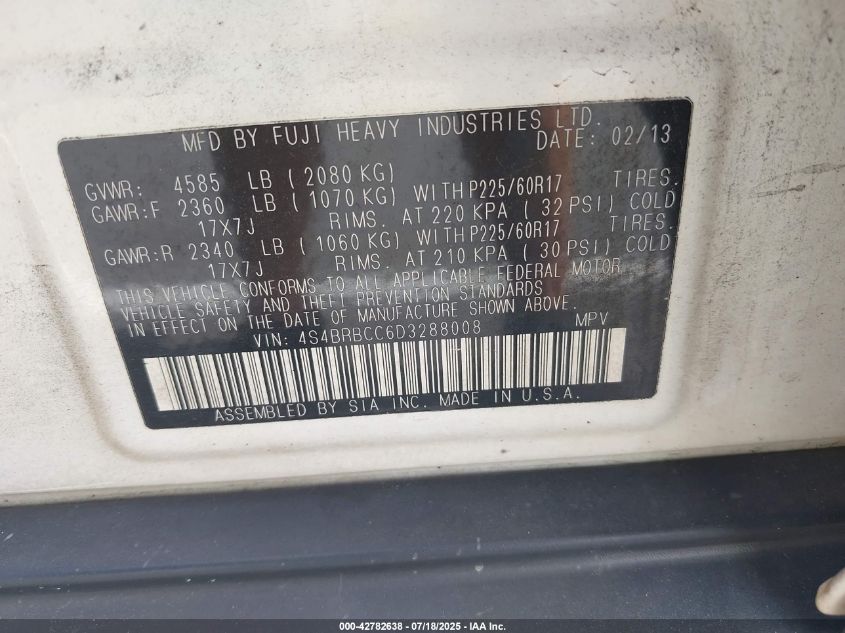 MFD BY FUJI HEAVY INDUSTRIES LTD.
DATE: 02/13
GVWR: 4585 LB ( 2080 KG)
GAWR:F 2360 LB ( 1070 KG) WITH P225/60R17 TIRES.
17X7J RIMS. AT 220 KPA ( 32 PSI) COLD
GAWR:R 2340 LB ( 1060 KG) WITH P225/60R17 TIRES.
17X7J RIMS. AT 210 KPA ( 30 PSI) COLD
THIS VEHICLE CONFORMS TO ALL APPLICABLE FEDERAL MOTOR
VEHICLE SAFETY AND THEFT PREVENTION STANDARDS
IN EFFECT ON THE DATE OF MANUFACTURE SHOWN ABOVE.
VIN: 4S4BRBCC6D3288008 MPV
ASSEMBLED BY SIA INC. MADE IN U.S.A.
000-42782638 - 07/18/2025 - IAA Inc.